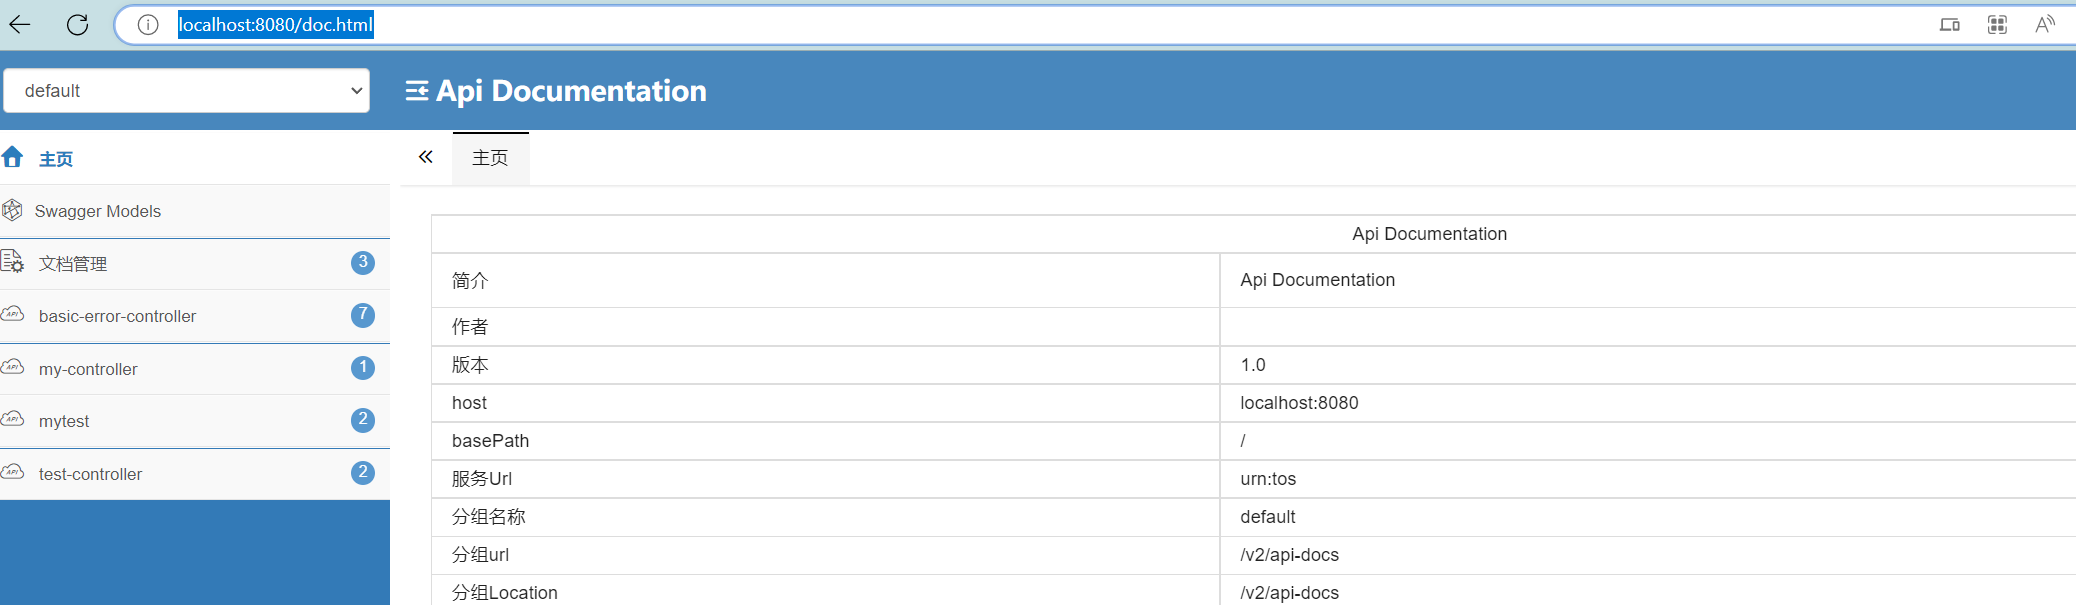 localhost:8080/doc.html
default
Api Documentation
主页
主页
Swagger Models
文档管理 3
basic-error-controller 7
my-controller 1
mytest 2
test-controller 2
Api Documentation
简介 Api Documentation
作者
版本 1.0
host localhost:8080
basePath /
服务Url urn:tos
分组名称 default
分组url /v2/api-docs
分组Location /v2/api-docs